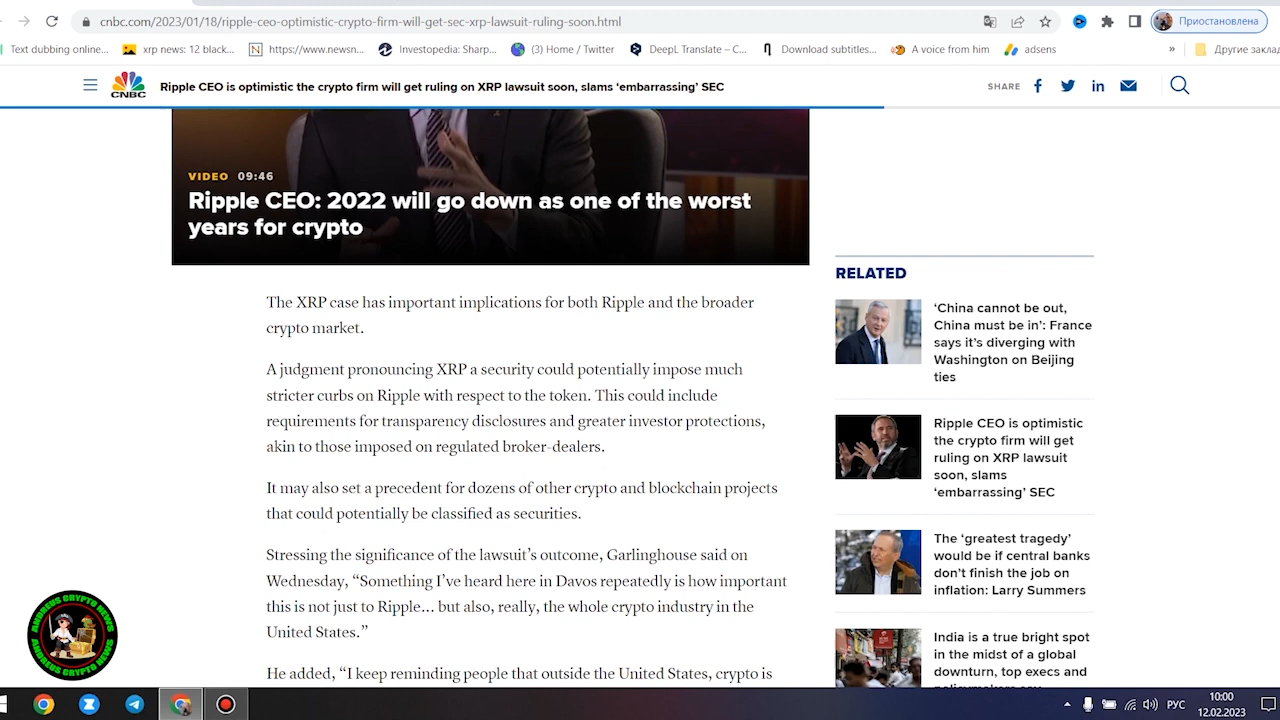 cnbc.com/2023/01/18/ripple-ceo-optimistic-crypto-firm-will-get-sec-xrp-lawsuit-ruling-soon.html
Приостановлена
Text dubbing online...
xrp news: 12 black...
https://www.newsn...
Investopedia: Sharp...
(3) Home / Twitter
DeepL Translate – C...
Download subtitles...
A voice from him
adsens
»
Другие закла
CNBC
Ripple CEO is optimistic the crypto firm will get ruling on XRP lawsuit soon, slams ‘embarrassing’ SEC
SHARE
VIDEO 09:46
Ripple CEO: 2022 will go down as one of the worst
years for crypto
The XRP case has important implications for both Ripple and the broader
crypto market.
A judgment pronouncing XRP a security could potentially impose much
stricter curbs on Ripple with respect to the token. This could include
requirements for transparency disclosures and greater investor protections,
akin to those imposed on regulated broker-dealers.
It may also set a precedent for dozens of other crypto and blockchain projects
that could potentially be classified as securities.
Stressing the significance of the lawsuit’s outcome, Garlinghouse said on
Wednesday, “Something I’ve heard here in Davos repeatedly is how important
this is not just to Ripple… but also, really, the whole crypto industry in the
United States.”
He added, “I keep reminding people that outside the United States, crypto is
RELATED
‘China cannot be out,
China must be in’: France
says it’s diverging with
Washington on Beijing
ties
Ripple CEO is optimistic
the crypto firm will get
ruling on XRP lawsuit
soon, slams
‘embarrassing’ SEC
The ‘greatest tragedy’
would be if central banks
don’t finish the job on
inflation: Larry Summers
India is a true bright spot
in the midst of a global
downturn, top execs and
policymakers say
ANDREUS CRYPTO NEWS
ANDREUS CRYPTO NEWS
РУС
10:00
12.02.2023